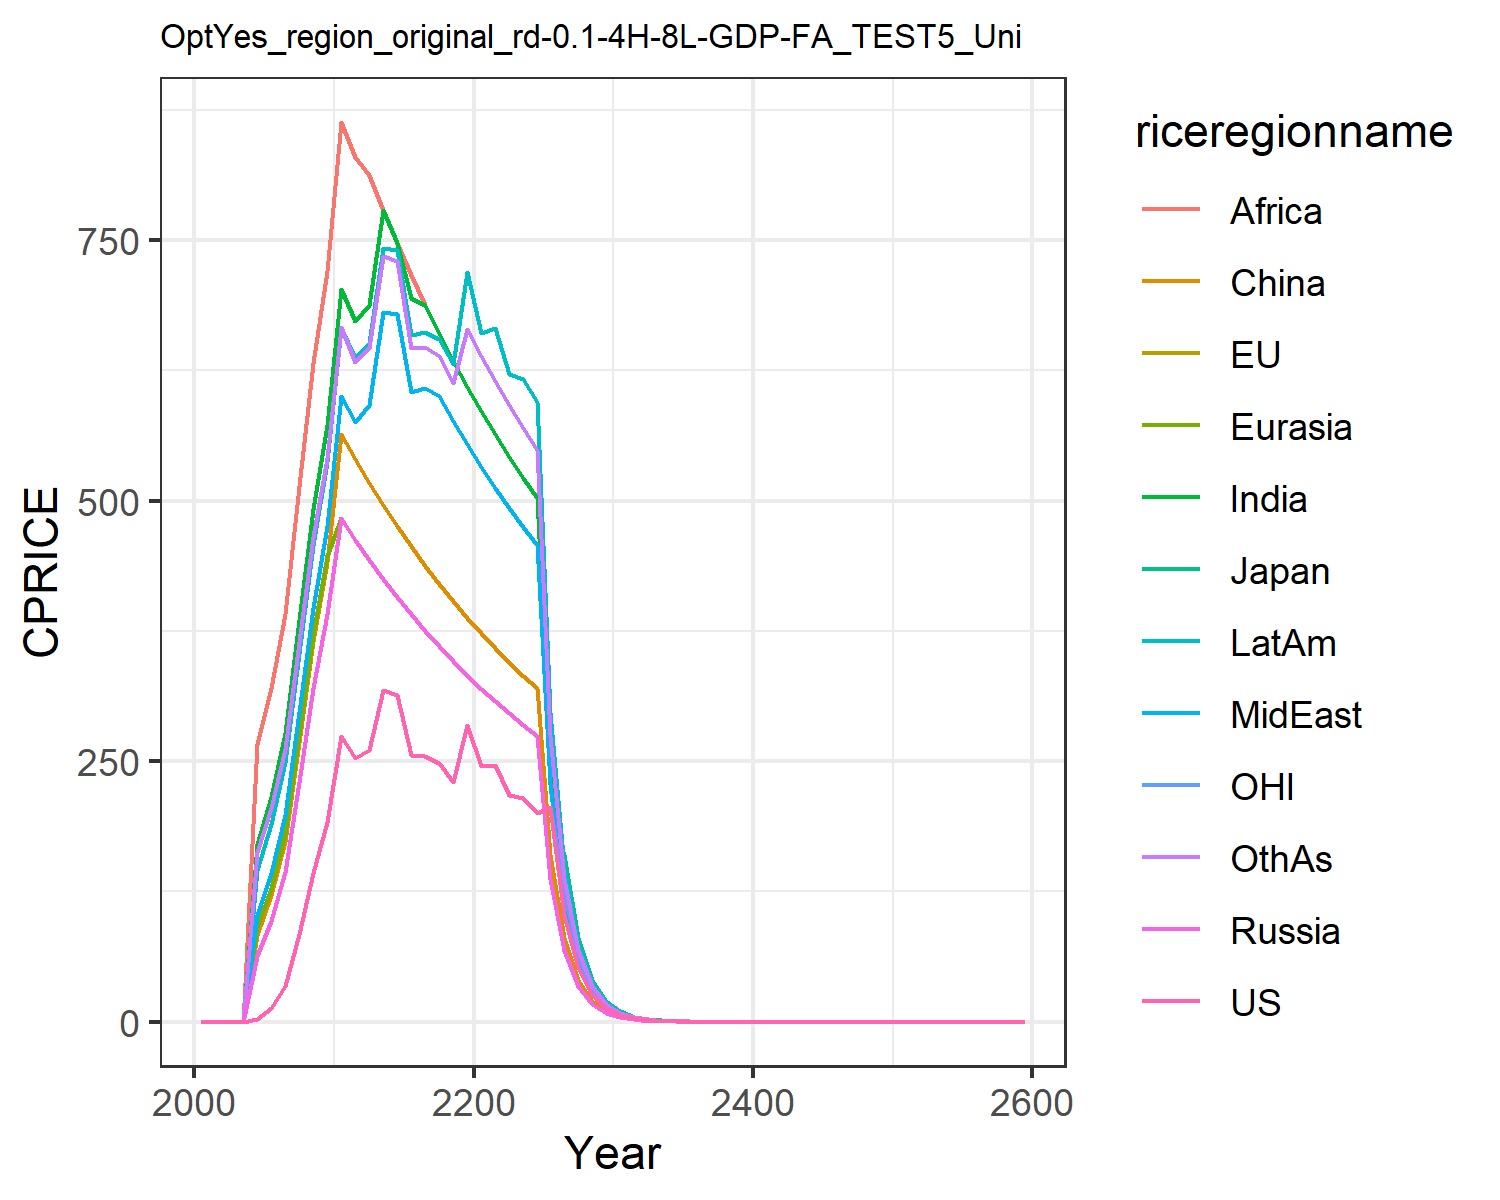 OptYes_region_original_rd-0.1-4H-8L-GDP-FA_TEST5_Uni
CPRICE
750
500
250
0
2000 2200 2400 2600
Year
riceregionname
Africa
China
EU
Eurasia
India
Japan
LatAm
MidEast
OHI
OthAs
Russia
US